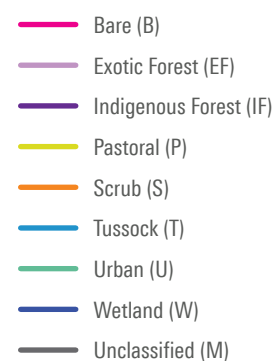 Bare (B)
Exotic Forest (EF)
Indigenous Forest (IF)
Pastoral (P)
Scrub (S)
Tussock (T)
Urban (U)
Wetland (W)
Unclassified (M)